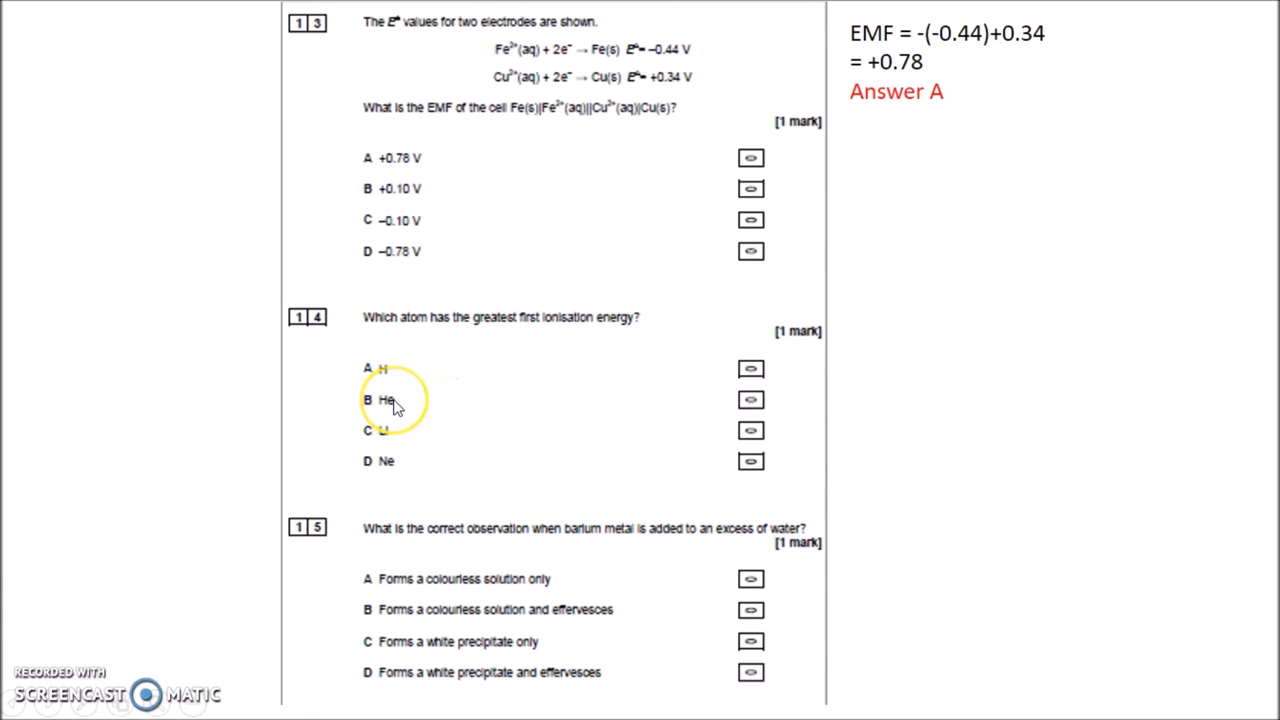 1 3 The E⦵ values for two electrodes are shown.
Fe²⁺(aq) + 2e⁻ → Fe(s) E⦵= –0.44 V
Cu²⁺(aq) + 2e⁻ → Cu(s) E⦵= +0.34 V
What is the EMF of the cell Fe(s)|Fe²⁺(aq)||Cu²⁺(aq)|Cu(s)?
[1 mark]
A +0.78 V
B +0.10 V
C –0.10 V
D –0.78 V
1 4 Which atom has the greatest first ionisation energy?
[1 mark]
A H
B He
C Li
D Ne
1 5 What is the correct observation when barium metal is added to an excess of water?
[1 mark]
A Forms a colourless solution only
B Forms a colourless solution and effervesces
C Forms a white precipitate only
D Forms a white precipitate and effervesces
EMF = -(-0.44)+0.34
= +0.78
Answer A
RECORDED WITH
SCREENCAST MATIC